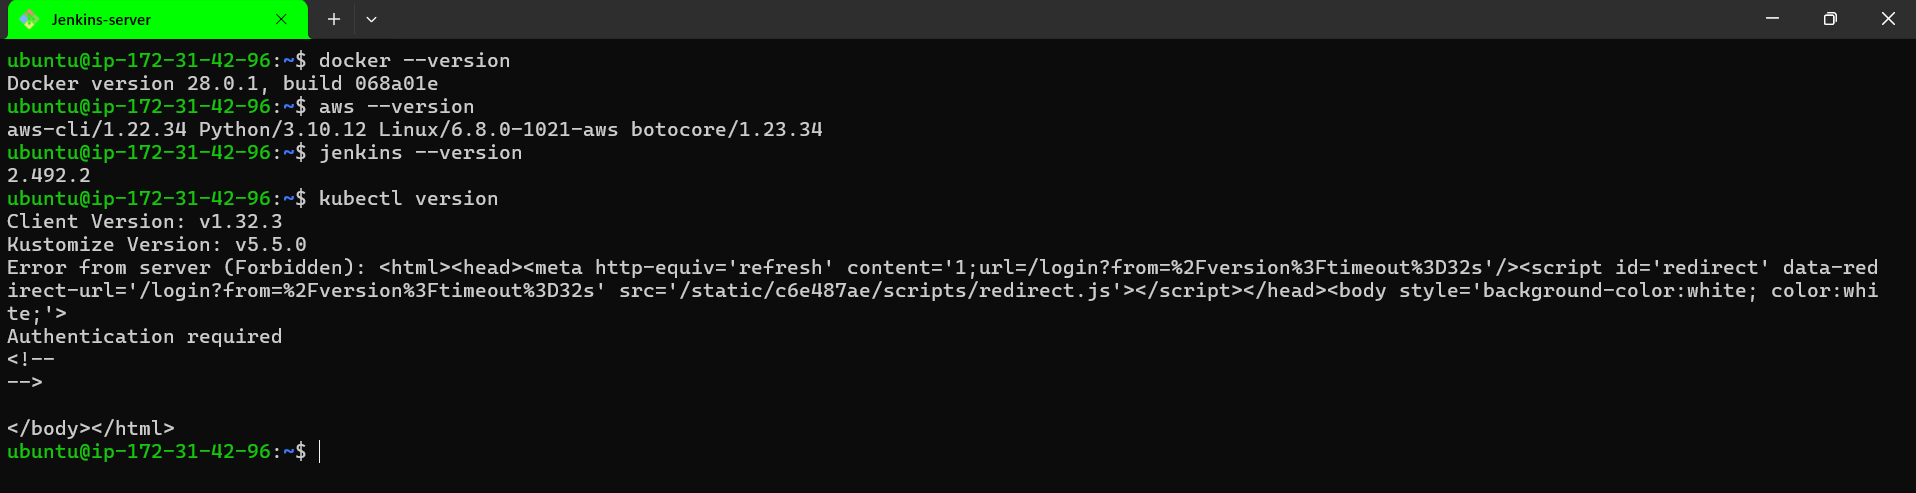 Jenkins-server
ubuntu@ip-172-31-42-96:~$ docker --version
Docker version 28.0.1, build 068a01e
ubuntu@ip-172-31-42-96:~$ aws --version
aws-cli/1.22.34 Python/3.10.12 Linux/6.8.0-1021-aws botocore/1.23.34
ubuntu@ip-172-31-42-96:~$ jenkins --version
2.492.2
ubuntu@ip-172-31-42-96:~$ kubectl version
Client Version: v1.32.3
Kustomize Version: v5.5.0
Error from server (Forbidden): <html><head><meta http-equiv='refresh' content='1;url=/login?from=%2Fversion%3Ftimeout%3D32s'/><script id='redirect' data-red
irect-url='/login?from=%2Fversion%3Ftimeout%3D32s' src='/static/c6e487ae/scripts/redirect.js'></script></head><body style='background-color:white; color:whi
te;'>
Authentication required
<!--
-->
</body></html>
ubuntu@ip-172-31-42-96:~$